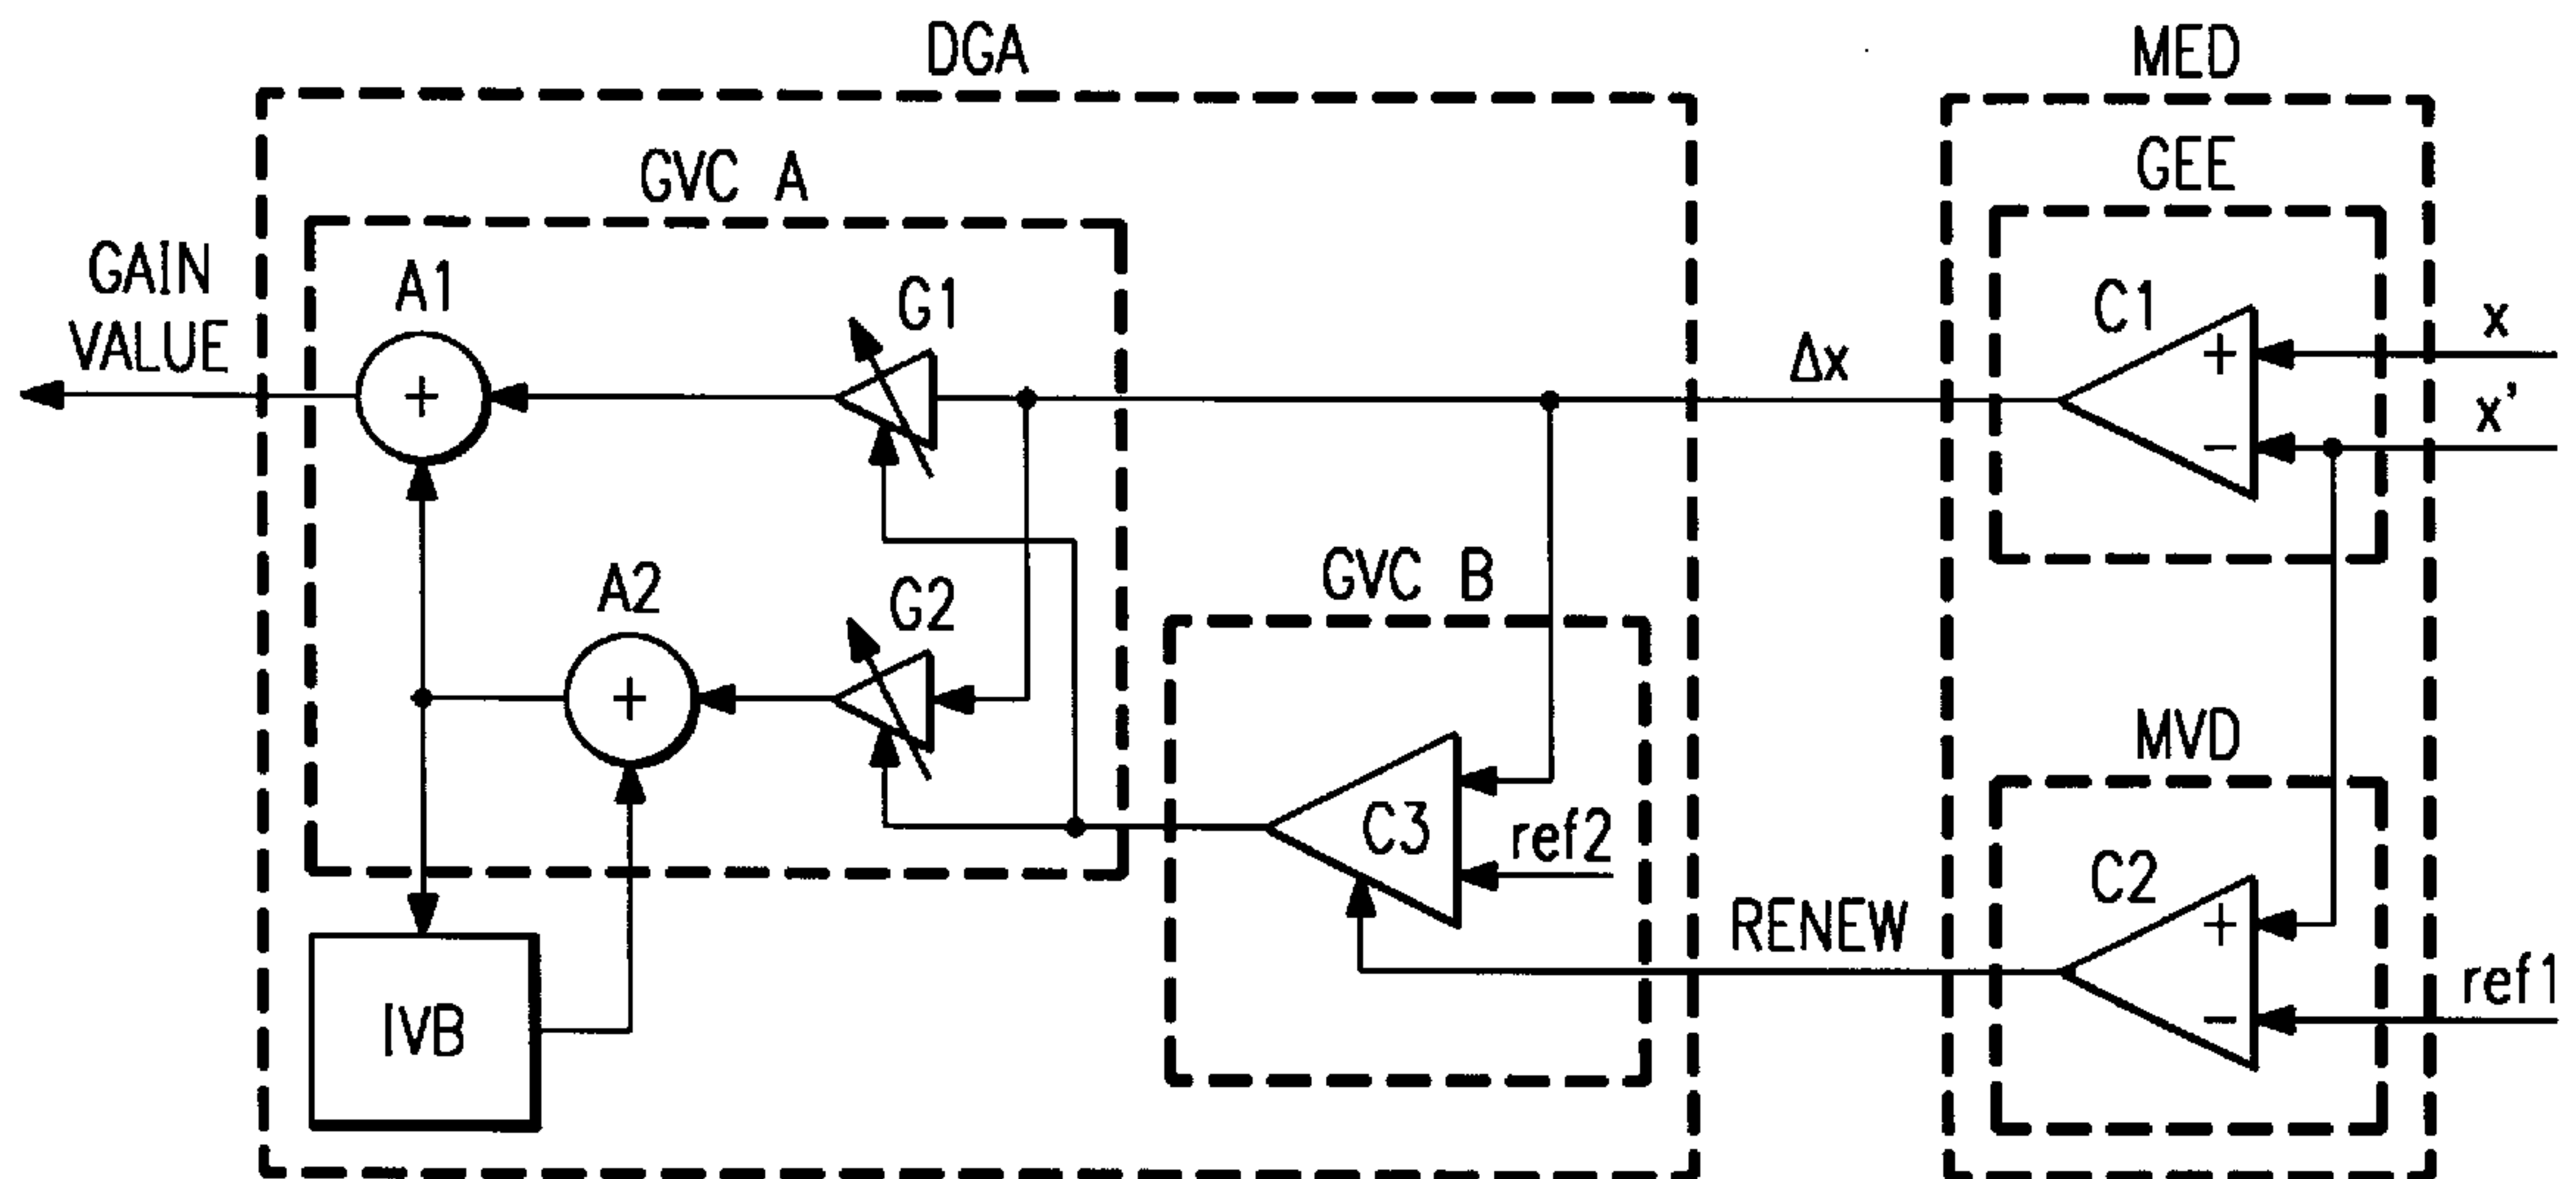 DGA
MED
GVC A
GEE
GAIN
VALUE
A1
G1
Δx
C1
+
x
+
−
x'
A2
G2
GVC B
MVD
+
C3
ref2
C2
+
RENEW
−
ref1
IVB